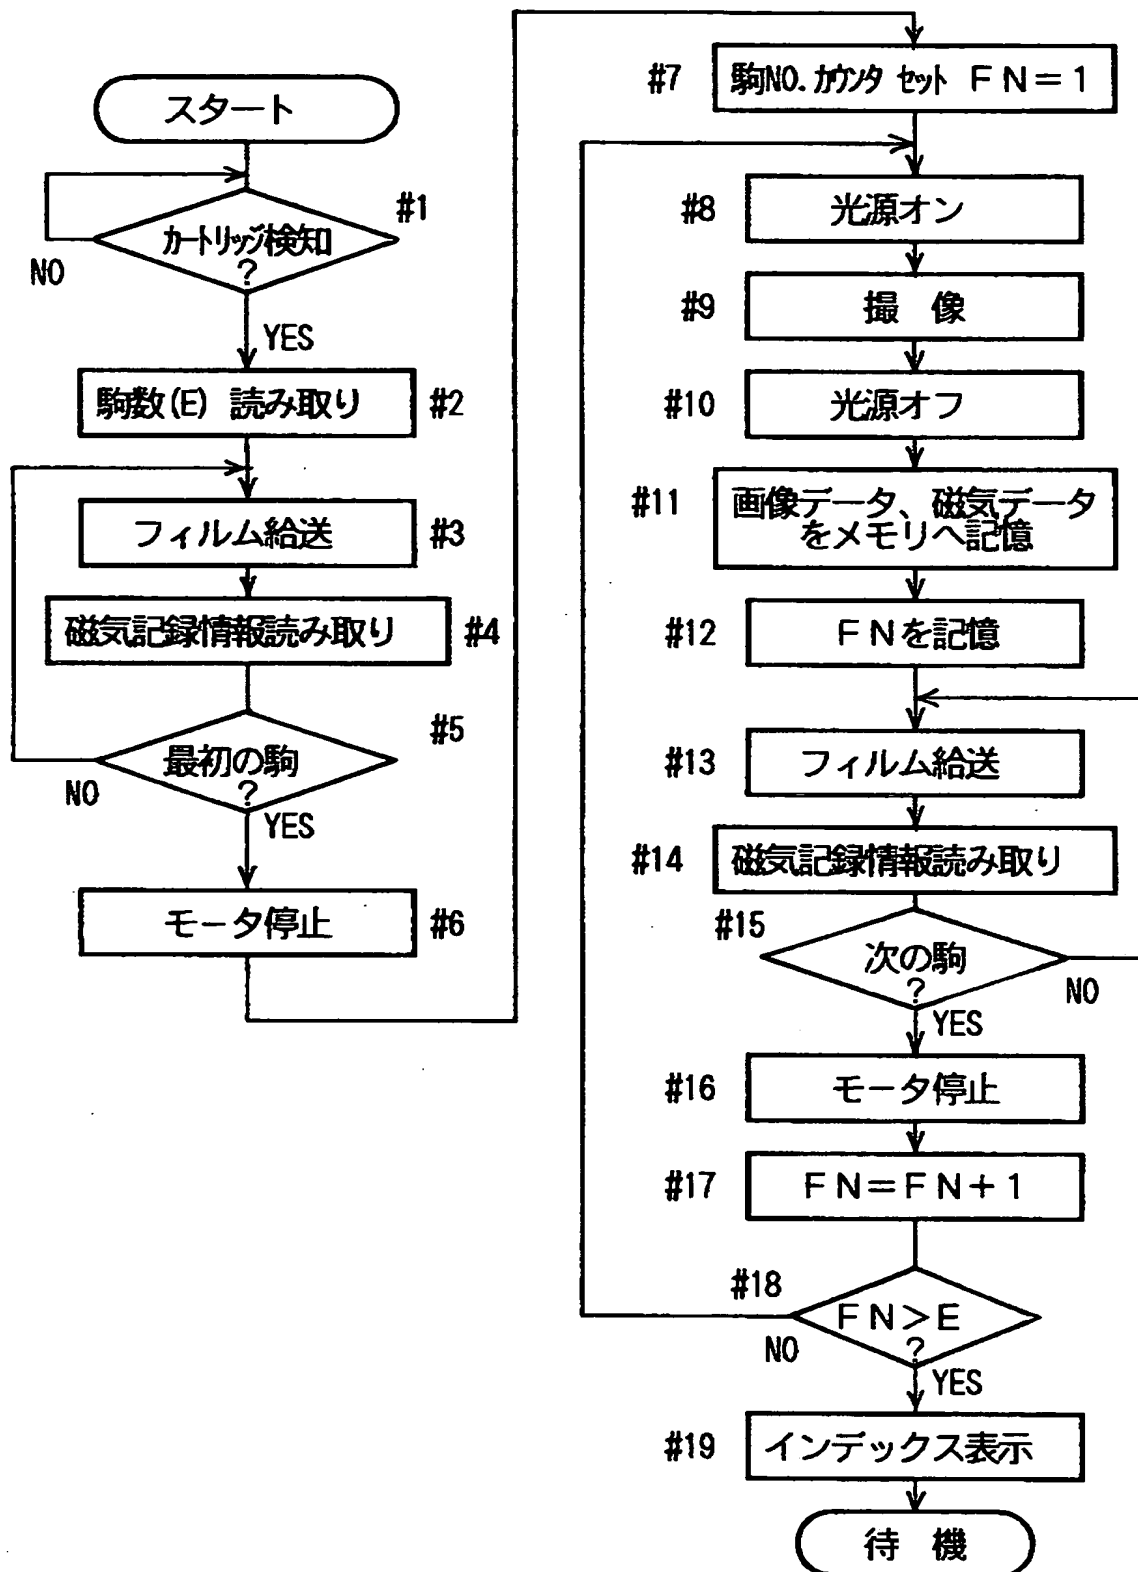 スタート
カートリッジ検知
?
#1
NO
YES
駒数(E) 読み取り
#2
フィルム給送
#3
磁気記録情報読み取り
#4
最初の駒
?
#5
NO
YES
モータ停止
#6
#7
駒NO.カウンタ セット FN=1
#8
光源オン
#9
撮 像
#10
光源オフ
#11
画像データ、磁気データ
をメモリへ記憶
#12
FNを記憶
#13
フィルム給送
#14
磁気記録情報読み取り
#15
次の駒
?
NO
YES
#16
モータ停止
#17
FN=FN+1
#18
FN>E
?
NO
YES
#19
インデックス表示
待 機